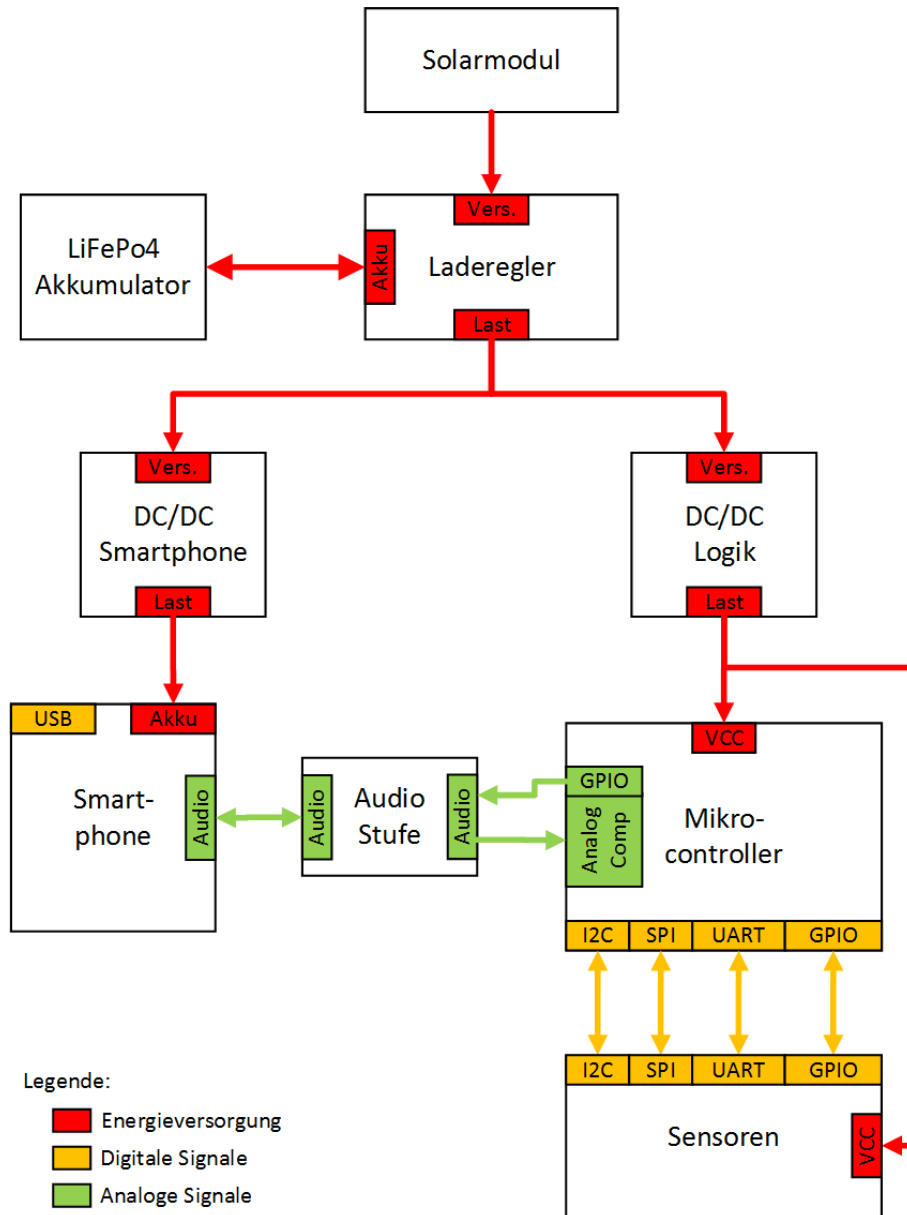 Solarmodul
Vers.
LiFePo4
Akkumulator
Akku
Laderegler
Last
Vers.
DC/DC
Smartphone
Last
Vers.
DC/DC
Logik
Last
USB
Akku
Smart-
phone
Audio
Audio
Audio
Stufe
Audio
VCC
GPIO
Analog
Comp
Mikro-
controller
I2C
SPI
UART
GPIO
I2C
SPI
UART
GPIO
Sensoren
VCC
Legende:
Energieversorgung
Digitale Signale
Analoge Signale